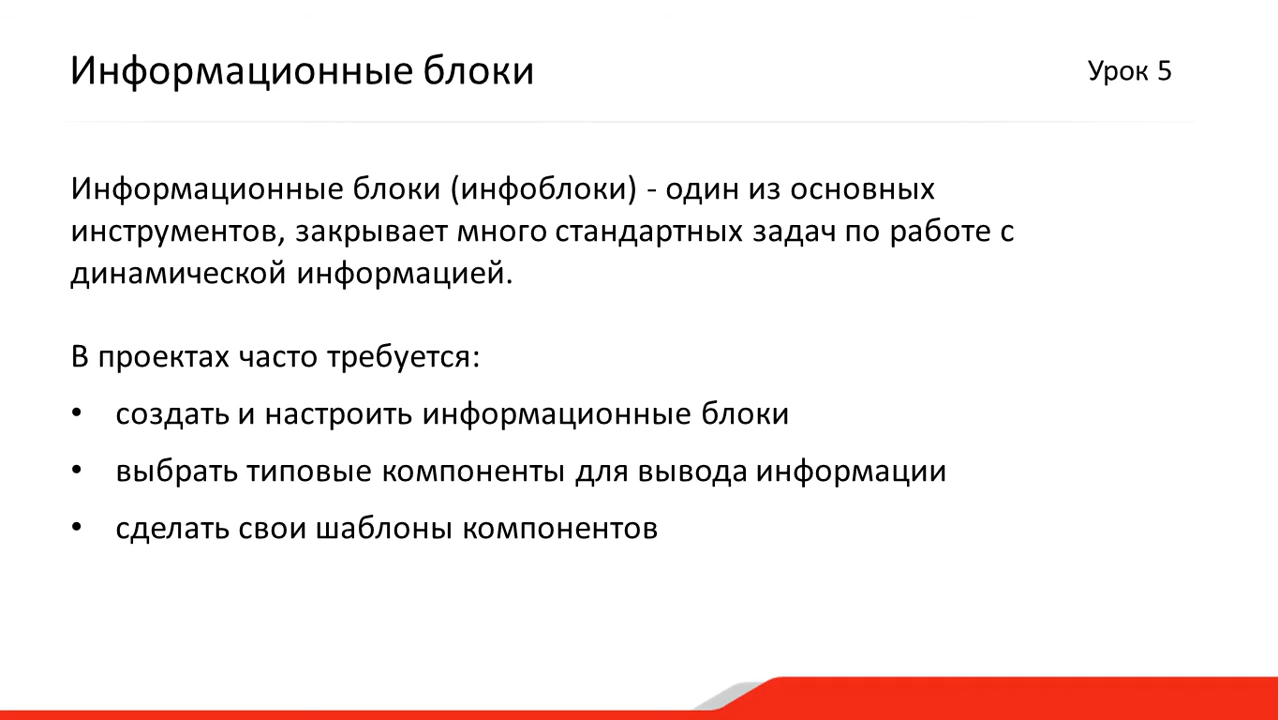 Информационные блоки
Урок 5
Информационные блоки (инфоблоки) - один из основных
инструментов, закрывает много стандартных задач по работе с
динамической информацией.
В проектах часто требуется:
• создать и настроить информационные блоки
• выбрать типовые компоненты для вывода информации
• сделать свои шаблоны компонентов